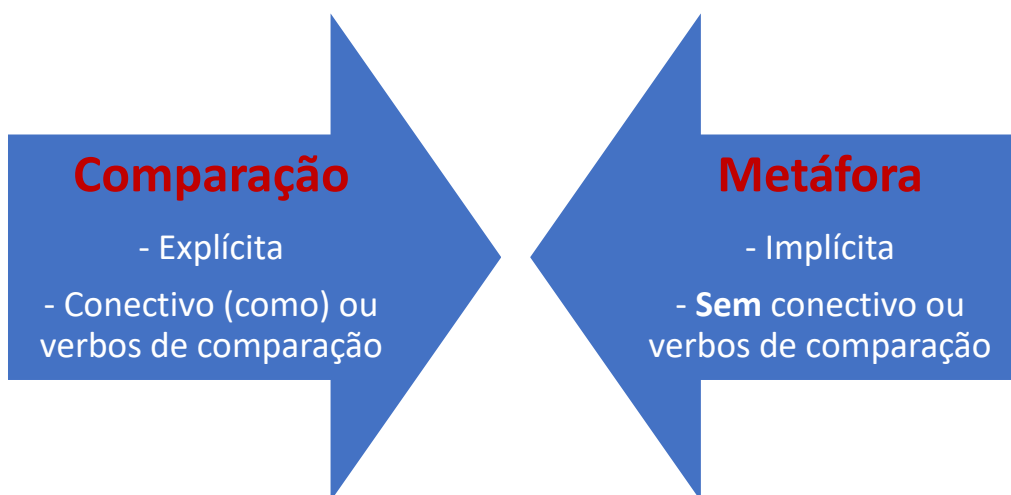 Comparação
- Explícita
- Conectivo (como) ou
verbos de comparação
Metáfora
- Implícita
- Sem conectivo ou
verbos de comparação